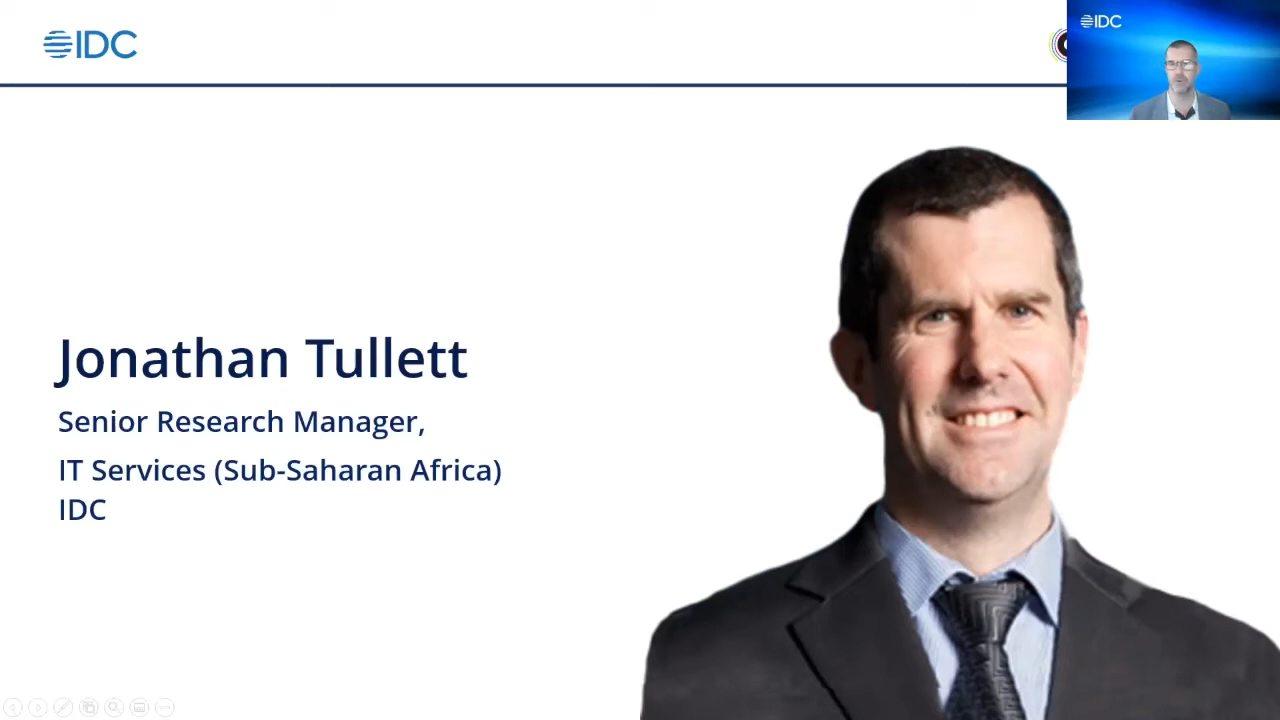 IDC
IDC
Jonathan Tullett
Senior Research Manager,
IT Services (Sub-Saharan Africa)
IDC